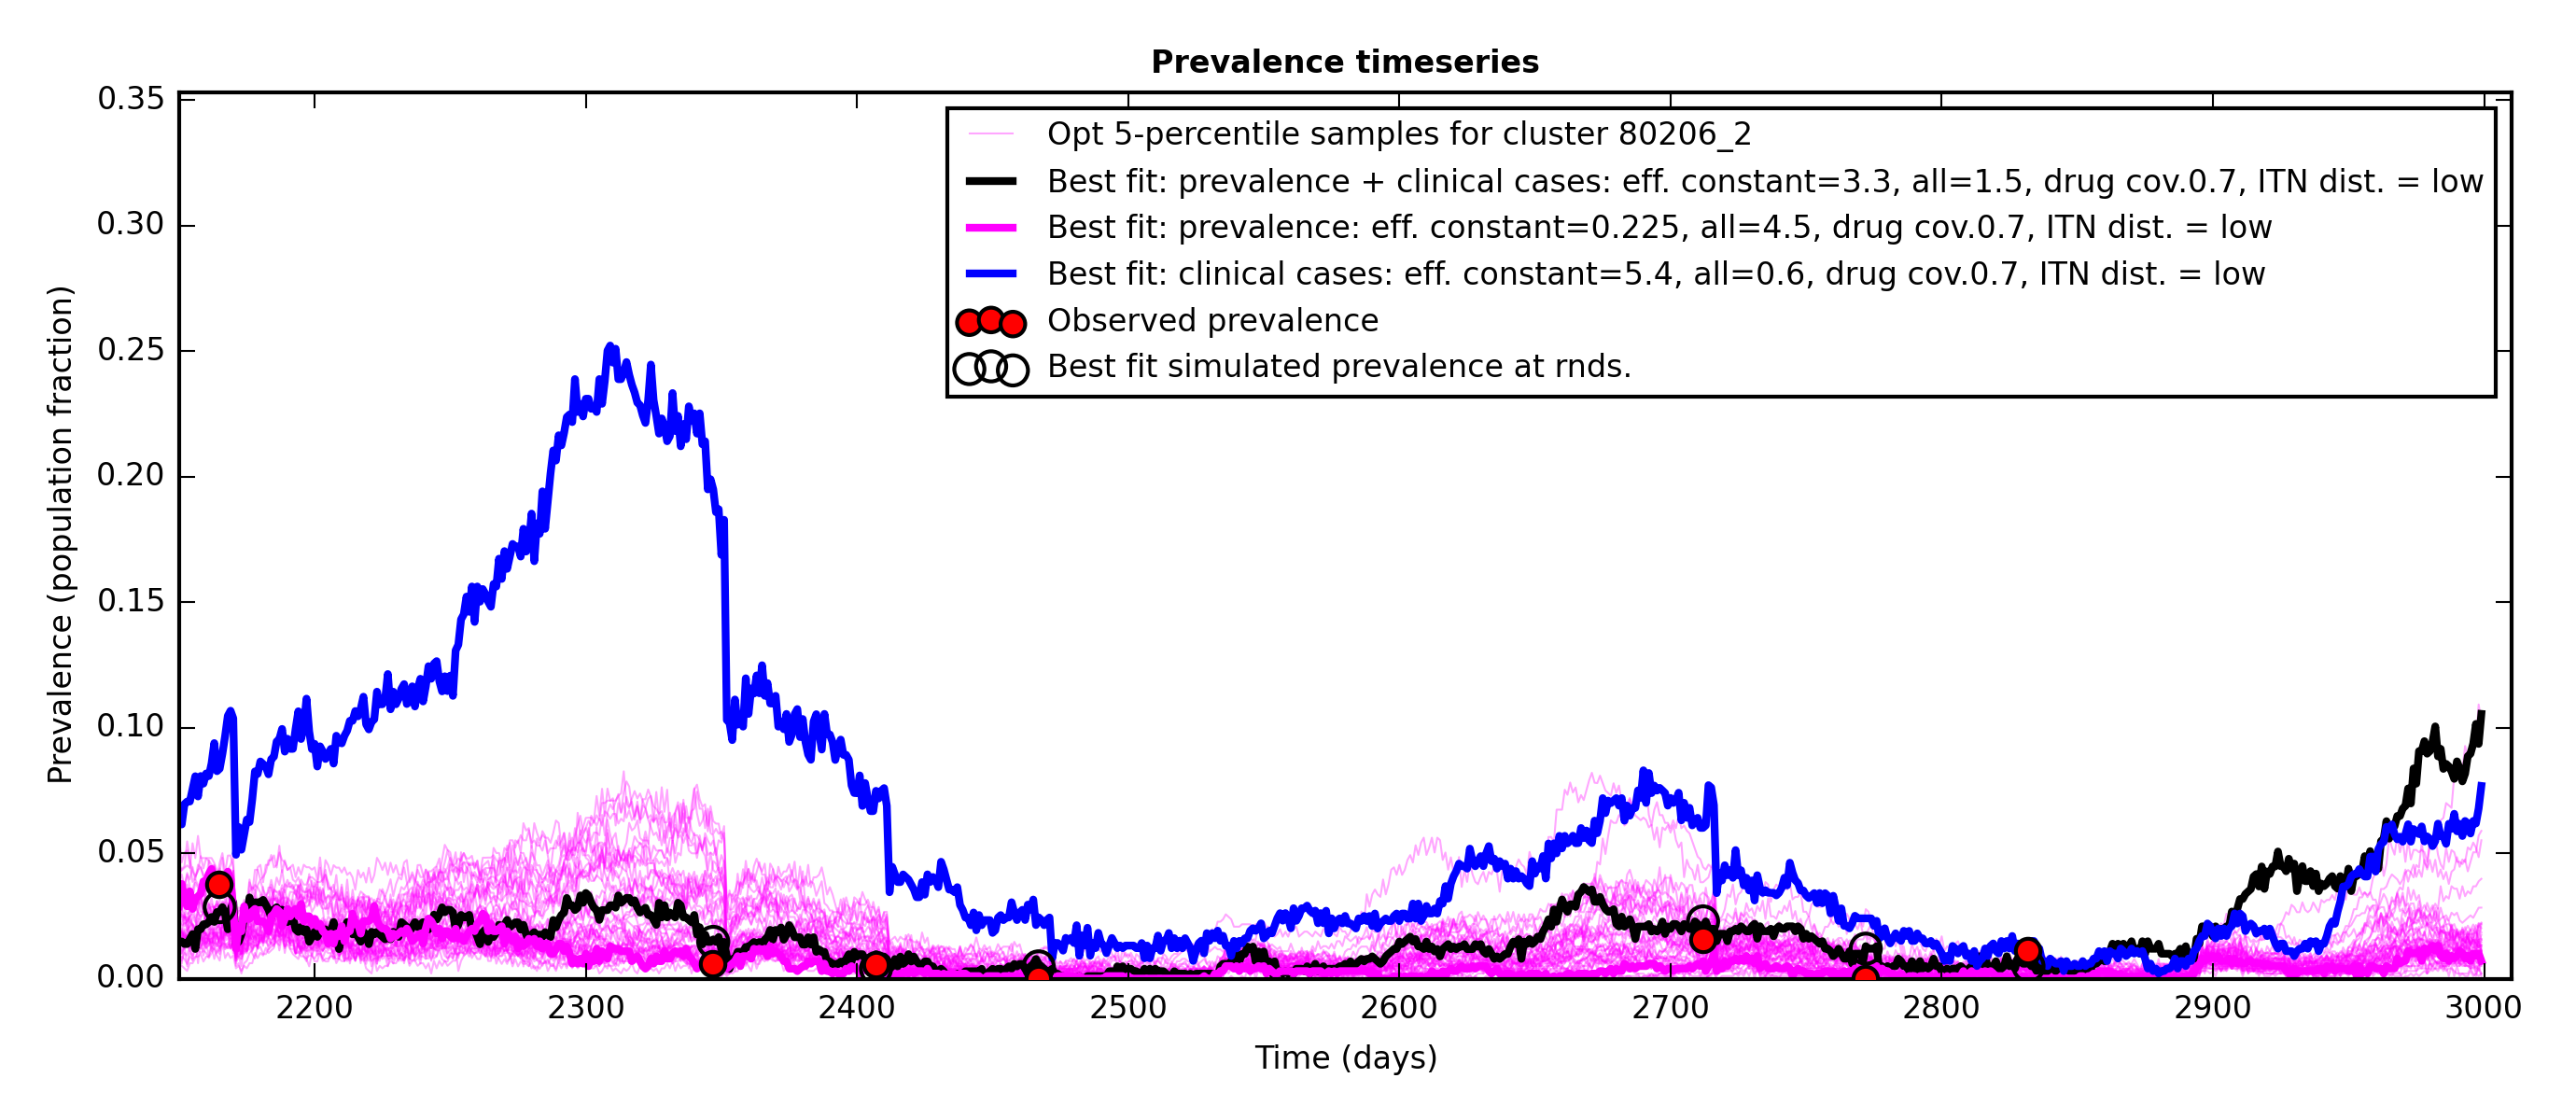 Prevalence timeseries
Opt 5-percentile samples for cluster 80206_2
Best fit: prevalence + clinical cases: eff. constant=3.3, all=1.5, drug cov.0.7, ITN dist. = low
Best fit: prevalence: eff. constant=0.225, all=4.5, drug cov.0.7, ITN dist. = low
Best fit: clinical cases: eff. constant=5.4, all=0.6, drug cov.0.7, ITN dist. = low
Observed prevalence
Best fit simulated prevalence at rnds.
Prevalence (population fraction)
0.35
0.30
0.25
0.20
0.15
0.10
0.05
0.00
2200 2300 2400 2500 2600 2700 2800 2900 3000
Time (days)